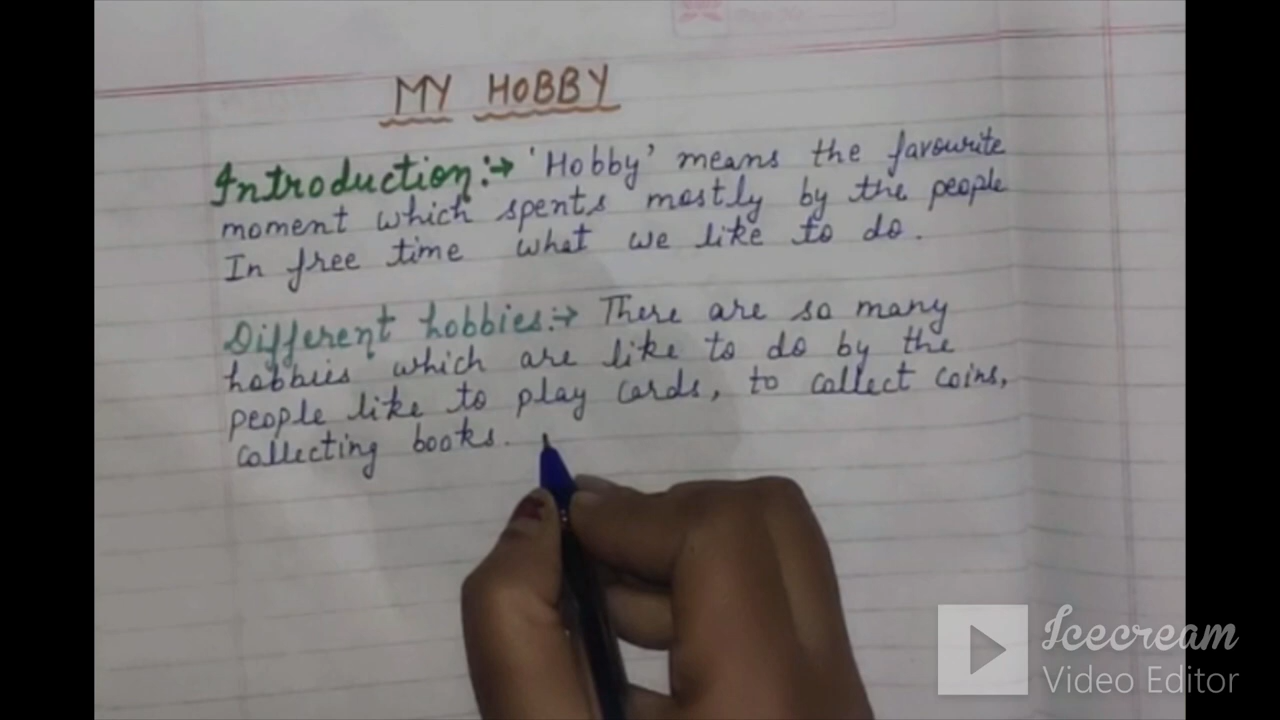 MY HOBBY
Introduction:→ 'Hobby' means the favourite
moment which spents mostly by the people
In free time what we like to do.
Different hobbies:→ There are so many
hobbies which are like to do by the
people like to play cards, to collect coins,
collecting books.
Icecream
Video Editor